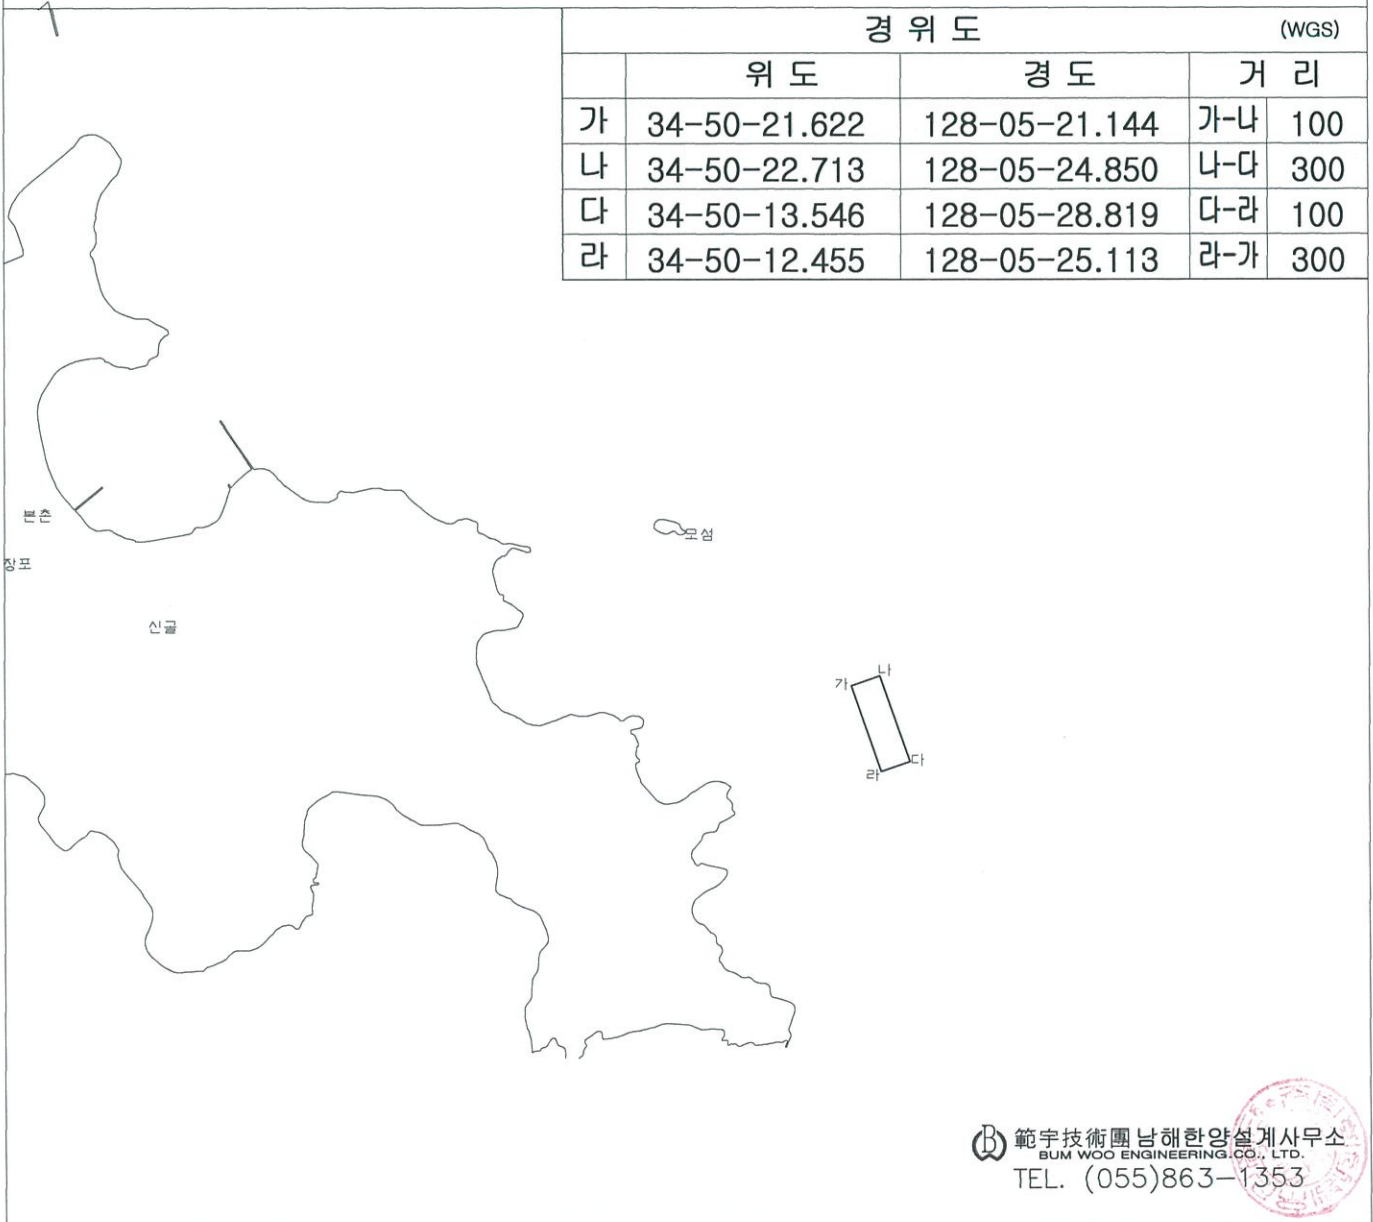 경 위 도 (WGS)
위 도 경 도 거 리
가 34-50-21.622 128-05-21.144 가-나 100
나 34-50-22.713 128-05-24.850 나-다 300
다 34-50-13.546 128-05-28.819 다-라 100
라 34-50-12.455 128-05-25.113 라-가 300
본촌
모섬
장포
신골
나
가
다
라
範宇技術團 남해한양설계사무소
BUM WOO ENGINEERING.CO., LTD.
TEL. (055)863-1353